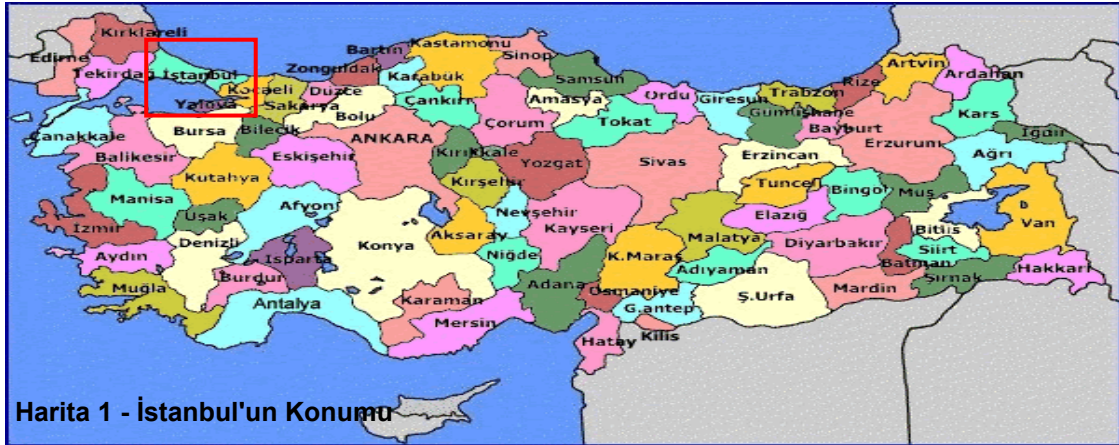 Kırklareli
Edirne
Tekirdağ
İstanbul
Kocaeli
Yalova
Sakarya
Düzce
Zonguldak
Bartın
Karabük
Kastamonu
Sinop
Samsun
Ordu
Giresun
Trabzon
Rize
Artvin
Ardahan
Kars
Iğdır
Çanakkale
Bursa
Bilecik
Bolu
Çankırı
Çorum
Amasya
Tokat
Gümüşhane
Bayburt
Erzurum
Ağrı
Balıkesir
Kutahya
Eskişehir
ANKARA
Kırıkkale
Yozgat
Sivas
Erzincan
Tunceli
Bingöl
Muş
Manisa
Uşak
Afyon
Kırşehir
Nevşehir
Kayseri
Malatya
Elazığ
Bitlis
Van
İzmir
Denizli
Isparta
Konya
Aksaray
Niğde
K.Maraş
Adıyaman
Diyarbakır
Batman
Siirt
Şırnak
Hakkari
Aydın
Muğla
Burdur
Antalya
Karaman
Mersin
Adana
Osmaniye
G.antep
Ş.Urfa
Mardin
Hatay
Kilis
Harita 1 - İstanbul'un Konumu